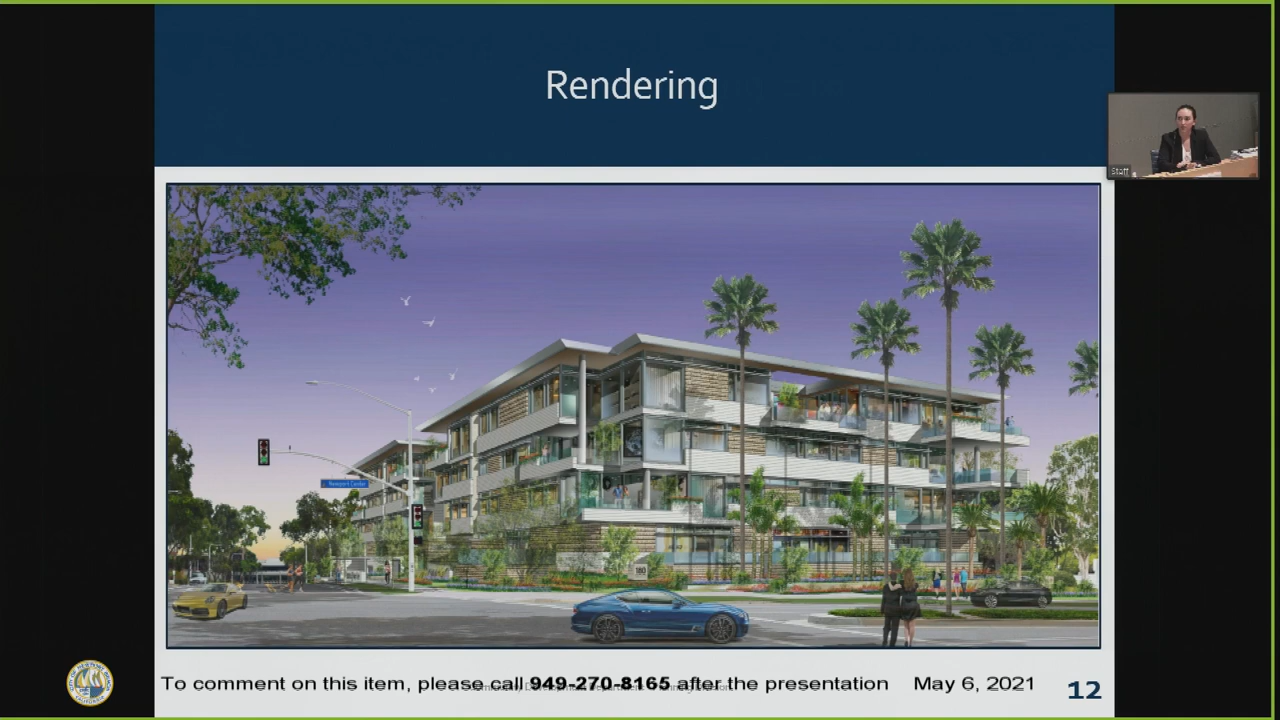 Rendering
Staff
Newport Center
180
To comment on this item, please call 949-270-8165 after the presentation May 6, 2021
12